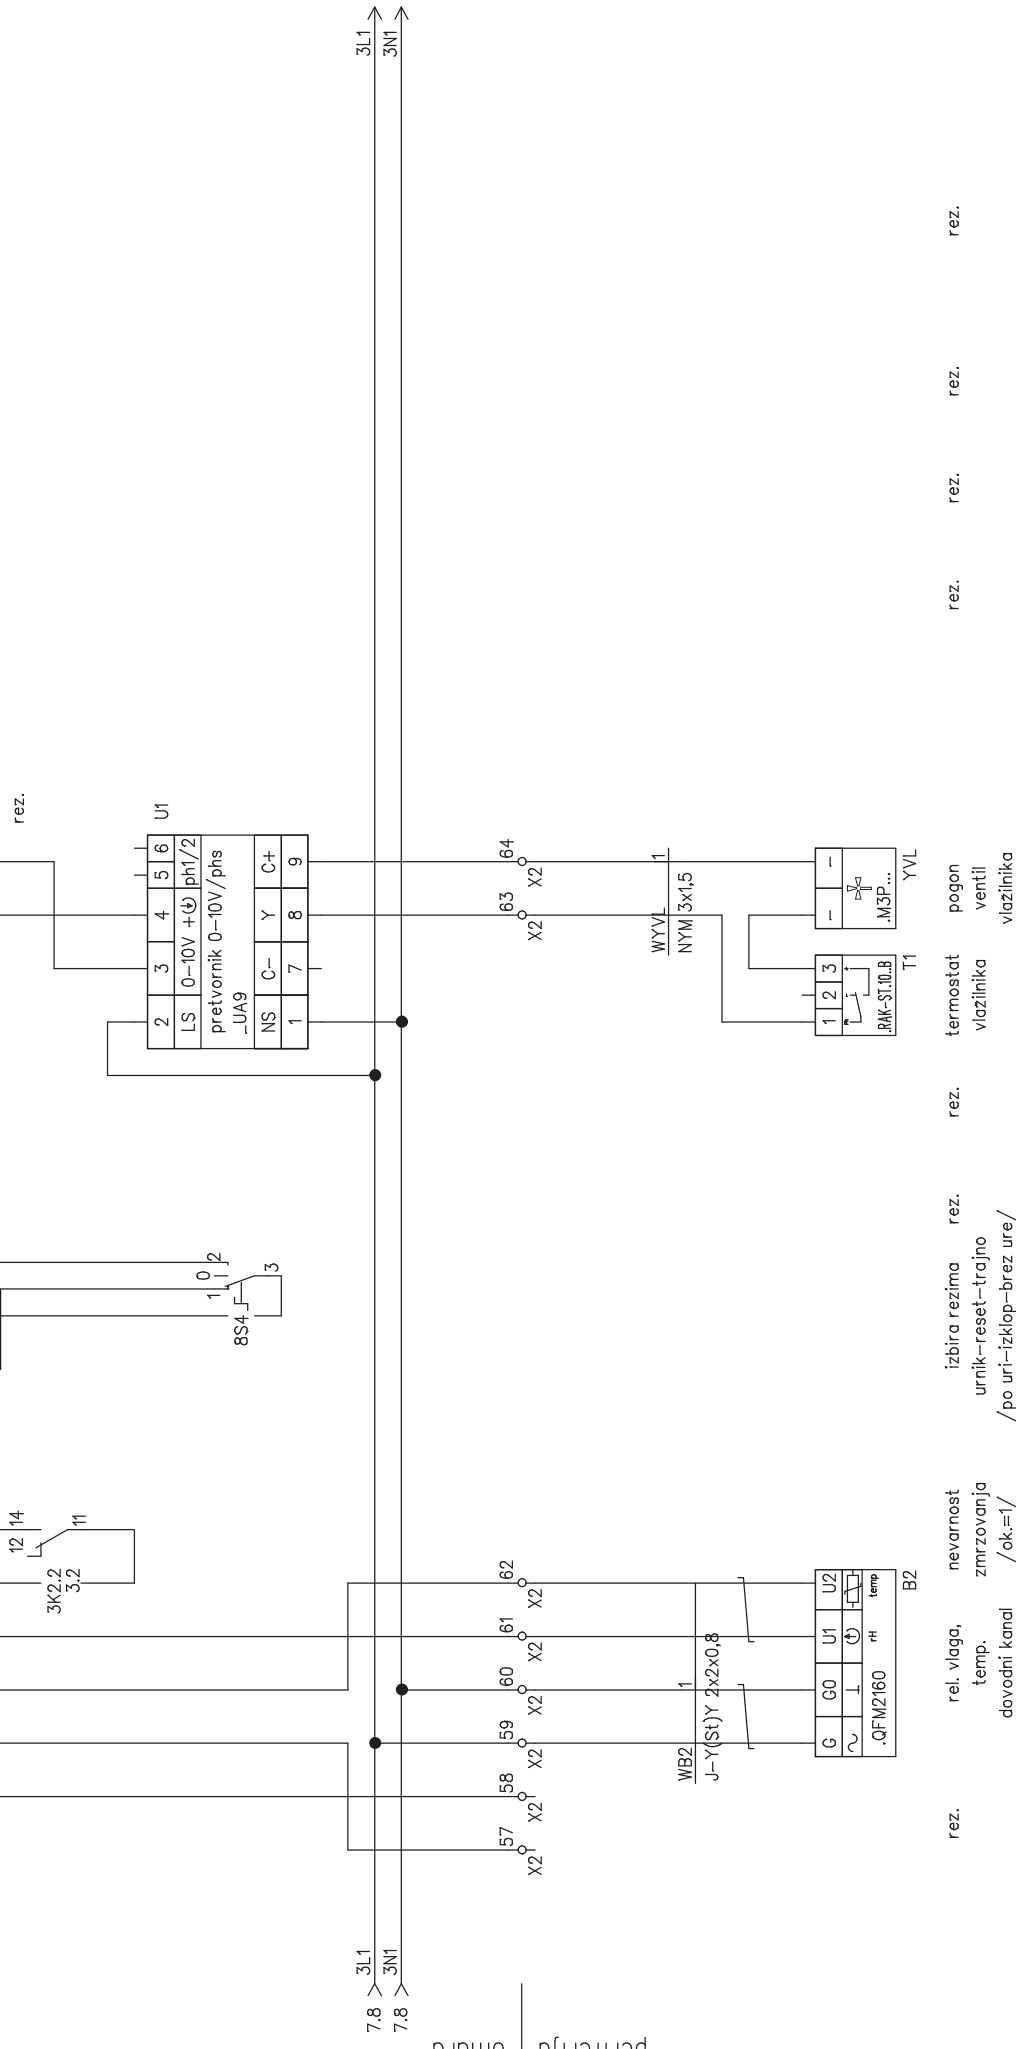 3L1
3N1
7.8
7.8
3L1
3N1
3K2.2
3.2
12
14
11
8S4
1
0
2
3
rez.
U1
2
3
4
5
6
LS
0-10V
+
ph1/2
pretvornik 0-10V/phs
_UA9
NS
C-
Y
C+
1
7
8
9
57
X2
58
X2
59
X2
60
X2
61
X2
62
X2
63
X2
64
X2
WB2
1
J-Y(St)Y 2x2x0,8
WYVL
1
NYM 3x1,5
G
G0
U1
U2
.QFM2160
rH
temp
B2
1
2
3
.RAK-ST.10..B
T1
.M3P...
YVL
rez.
rel. vlaga,
temp.
dovodni kanal
nevarnost
zmrzovanja
/ok.=1/
izbira rezima
urnik-reset-trajno
/po uri-izklop-brez ure/
rez.
rez.
termostat
vlažilnika
pogon
ventil
vlažilnika
rez.
rez.
rez.
rez.